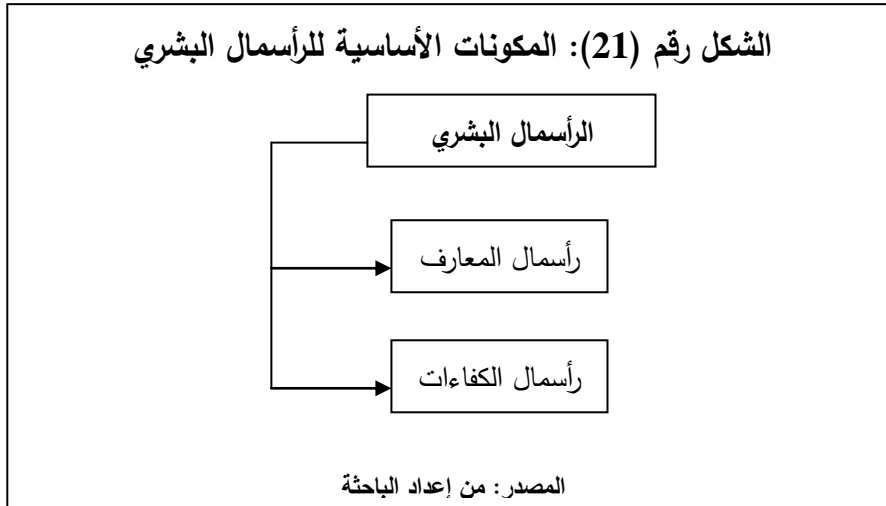 الشكل رقم (21): المكونات الأساسية للرأسمال البشري
الرأسمال البشري
رأسمال المعارف
رأسمال الكفاءات
المصدر: من إعداد الباحثة